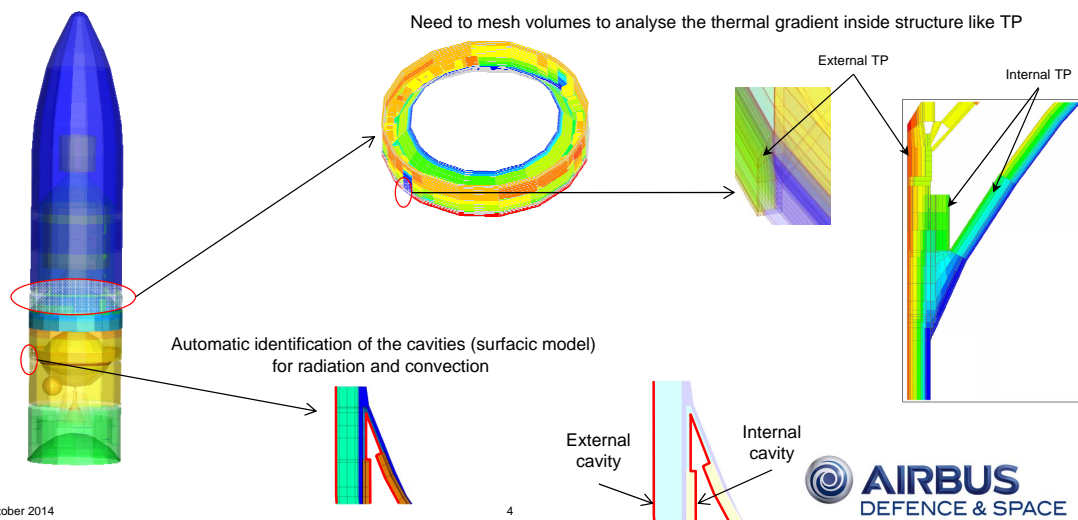 Need to mesh volumes to analyse the thermal gradient inside structure like TP
External TP
Internal TP
Automatic identification of the cavities (surfacic model)
for radiation and convection
External
cavity
Internal
cavity
AIRBUS
DEFENCE & SPACE
2014
4